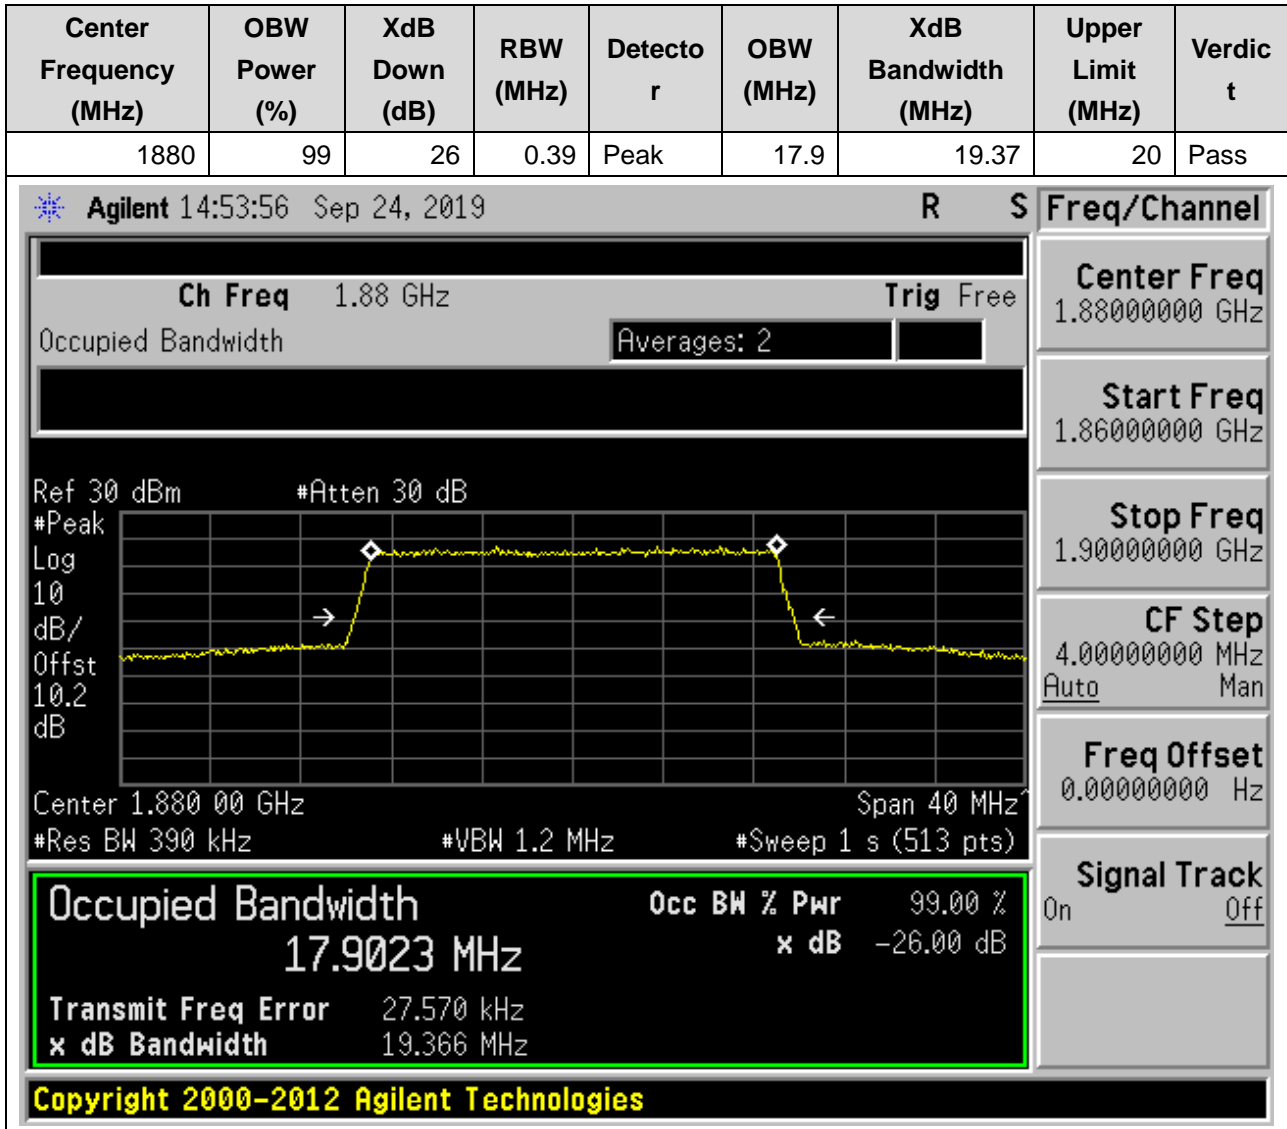 Center Frequency (MHz) OBW Power (%) XdB Down (dB) RBW (MHz) Detecto r OBW (MHz) XdB Bandwidth (MHz) Upper Limit (MHz) Verdic t
1880 99 26 0.39 Peak 17.9 19.37 20 Pass
Agilent 14:53:56 Sep 24, 2019 R S
Ch Freq 1.88 GHz Trig Free
Occupied Bandwidth Averages: 2
Ref 30 dBm #Atten 30 dB
#Peak
Log
10
dB/
Offst
10.2
dB
Center 1.880 00 GHz Span 40 MHz^
#Res BW 390 kHz #VBW 1.2 MHz #Sweep 1 s (513 pts)
Occupied Bandwidth Occ BW % Pwr 99.00 %
17.9023 MHz x dB -26.00 dB
Transmit Freq Error 27.570 kHz
x dB Bandwidth 19.366 MHz
Copyright 2000-2012 Agilent Technologies
Freq/Channel
Center Freq
1.88000000 GHz
Start Freq
1.86000000 GHz
Stop Freq
1.90000000 GHz
CF Step
4.00000000 MHz
Auto Man
Freq Offset
0.00000000 Hz
Signal Track
On Off